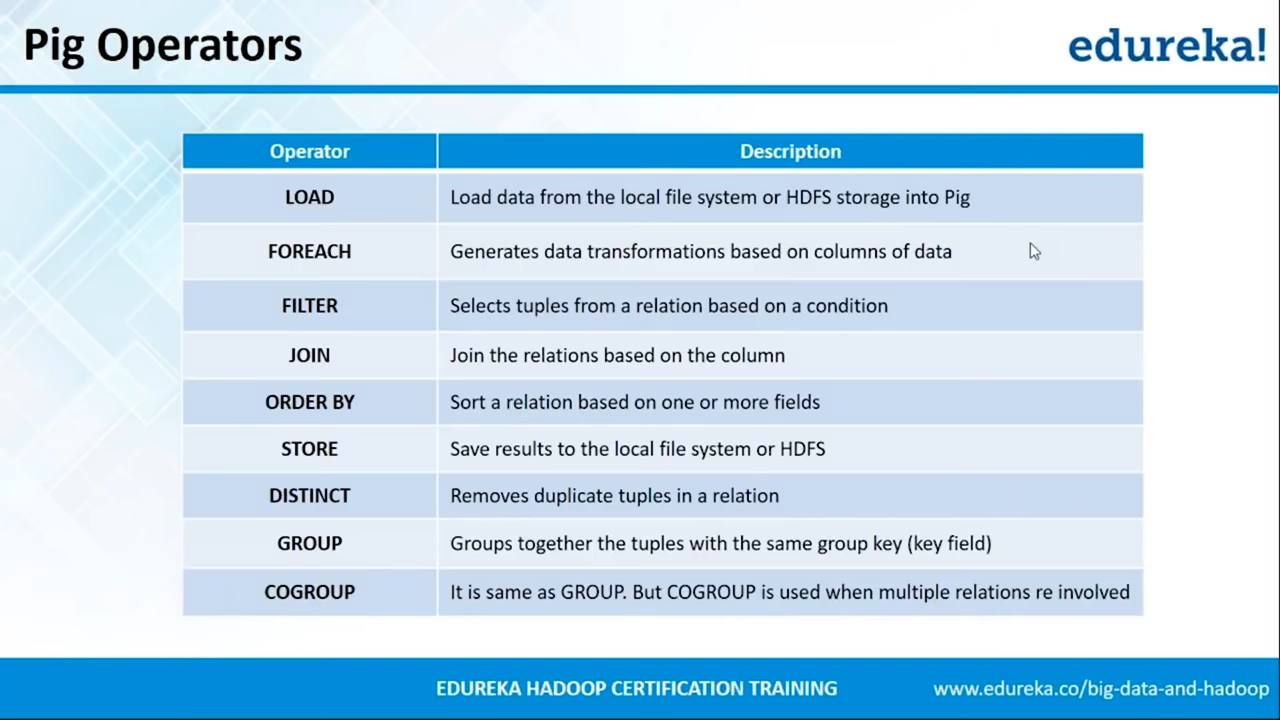 Pig Operators
edureka!
Operator Description
LOAD Load data from the local file system or HDFS storage into Pig
FOREACH Generates data transformations based on columns of data
FILTER Selects tuples from a relation based on a condition
JOIN Join the relations based on the column
ORDER BY Sort a relation based on one or more fields
STORE Save results to the local file system or HDFS
DISTINCT Removes duplicate tuples in a relation
GROUP Groups together the tuples with the same group key (key field)
COGROUP It is same as GROUP. But COGROUP is used when multiple relations re involved
EDUREKA HADOOP CERTIFICATION TRAINING
www.edureka.co/big-data-and-hadoop